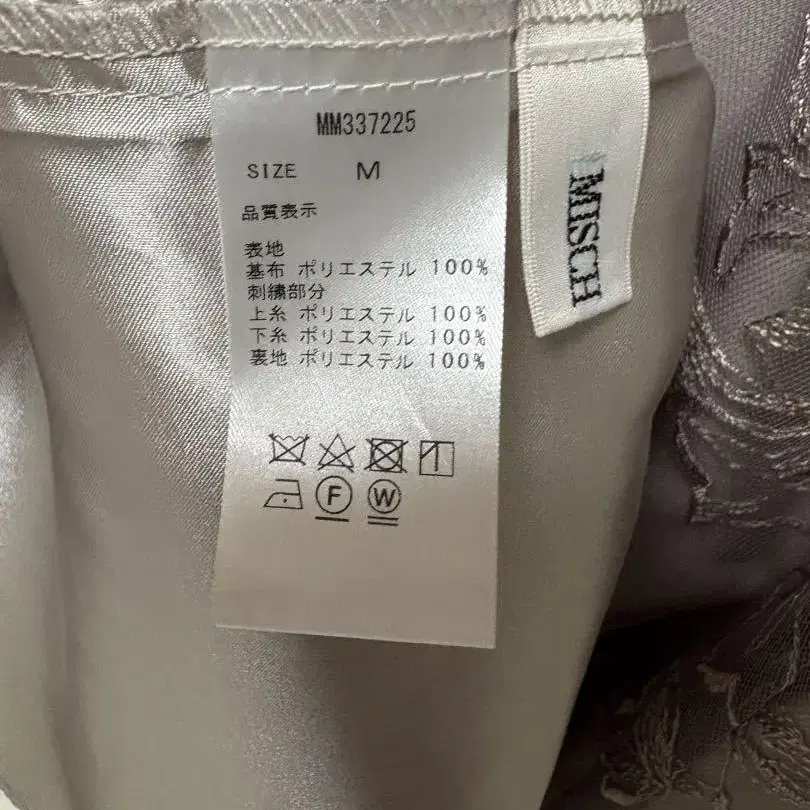 MM337225
SIZE M
品質表示
表地
基布 ポリエステル 100%
刺繍部分
上糸 ポリエステル 100%
下糸 ポリエステル 100%
裏地 ポリエステル 100%
F W
MISCH